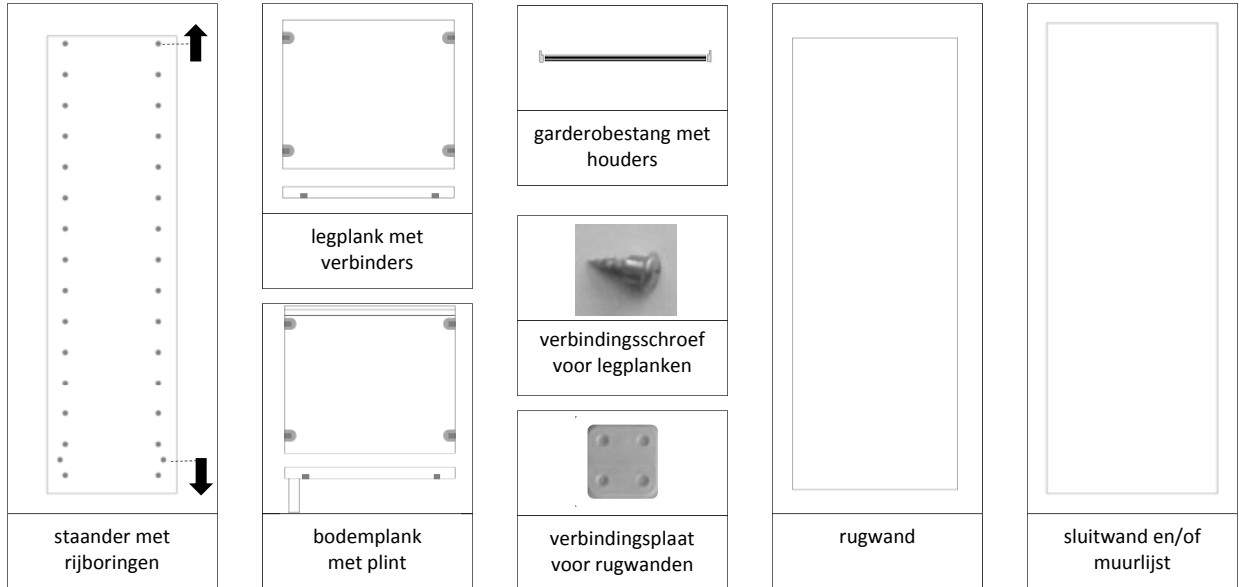 staander met
rijboringen
legplank met
verbinders
bodemplank
met plint
garderobestang met
houders
verbindingsschroef
voor legplanken
verbindingsplaat
voor rugwanden
rugwand
sluitwand en/of
muurlijst